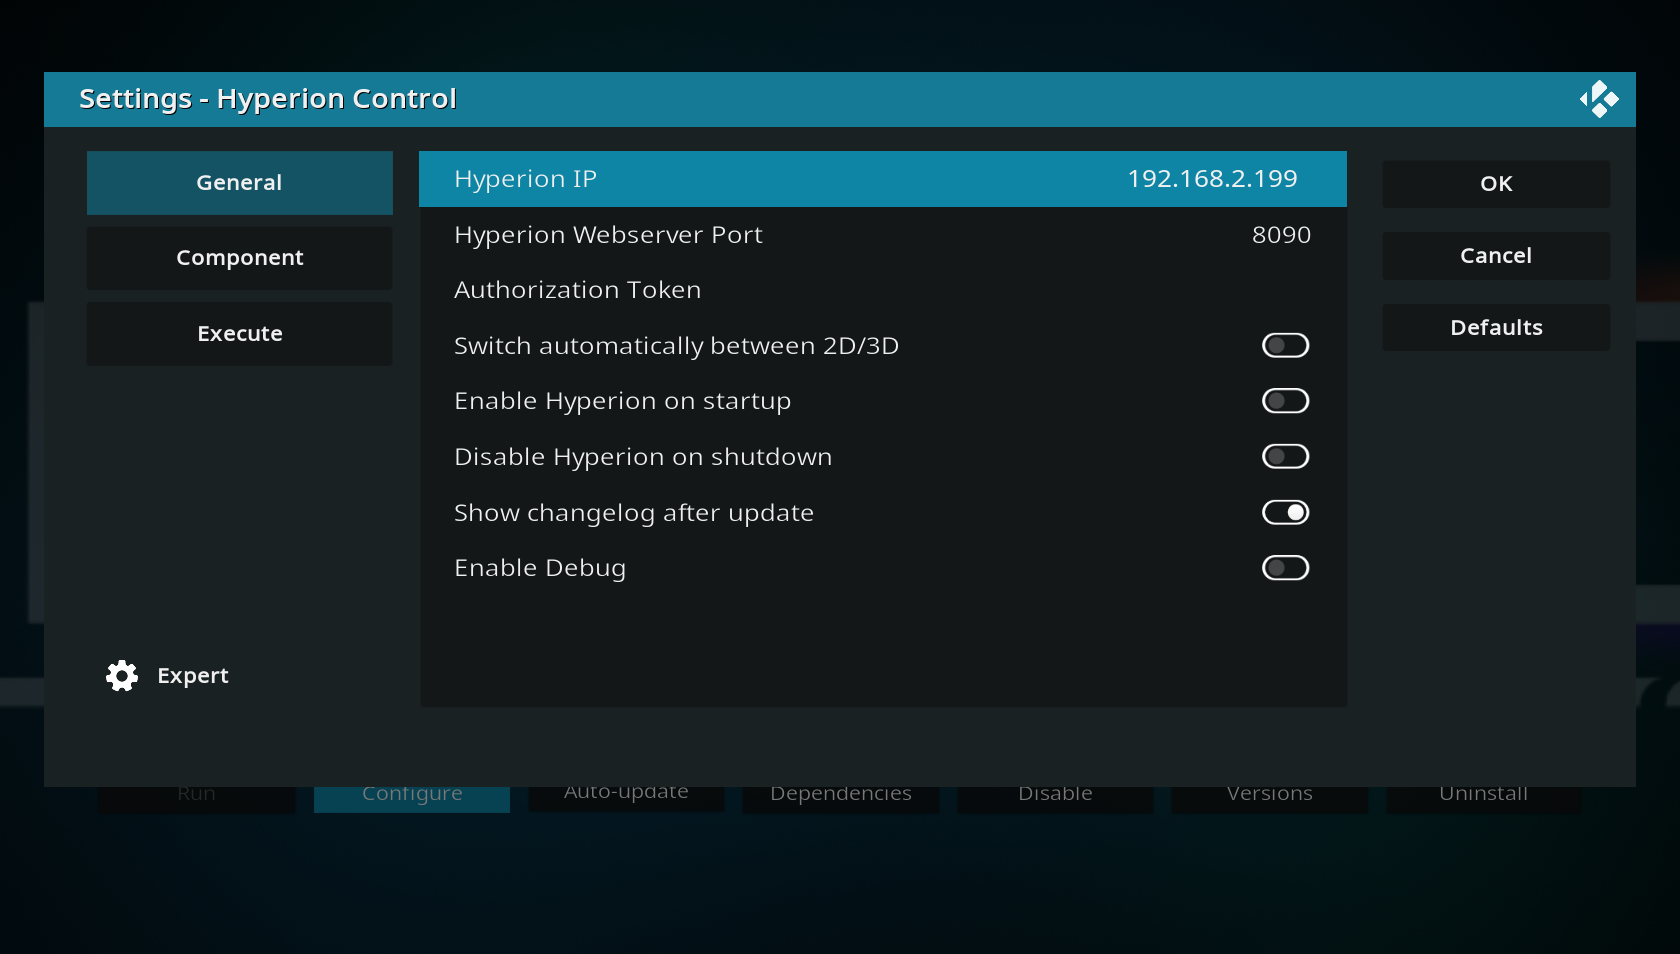 Settings - Hyperion Control
General
Component
Execute
Expert
Hyperion IP 192.168.2.199
Hyperion Webserver Port 8090
Authorization Token
Switch automatically between 2D/3D
Enable Hyperion on startup
Disable Hyperion on shutdown
Show changelog after update
Enable Debug
OK
Cancel
Defaults
Run
Configure
Auto-update
Dependencies
Disable
Versions
Uninstall